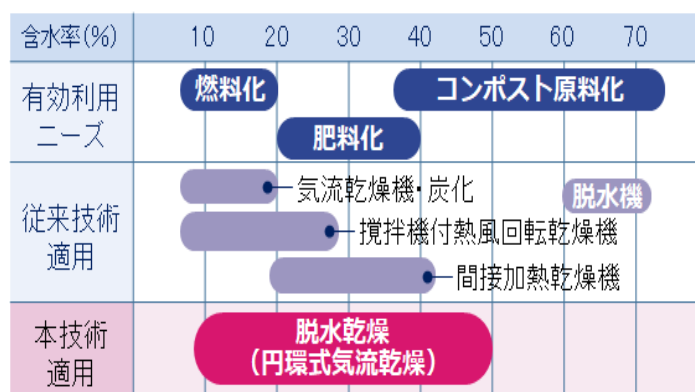 含水率(%) 10 20 30 40 50 60 70
有効利用
ニーズ
燃料化
コンポスト原料化
肥料化
従来技術
適用
気流乾燥機・炭化
脱水機
撹拌機付熱風回転乾燥機
間接加熱乾燥機
本技術
適用
脱水乾燥
(円環式気流乾燥)